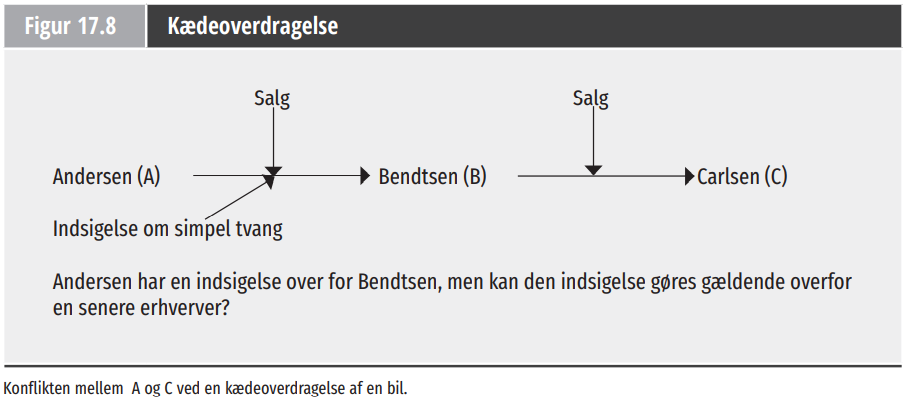 Figur 17.8 Kædeoverdragelse
Salg Salg
Andersen (A) Bendtsen (B) Carlsen (C)
Indsigelse om simpel tvang
Andersen har en indsigelse over for Bendtsen, men kan den indsigelse gøres gældende overfor
en senere erhverver?
Konflikten mellem A og C ved en kædeoverdragelse af en bil.